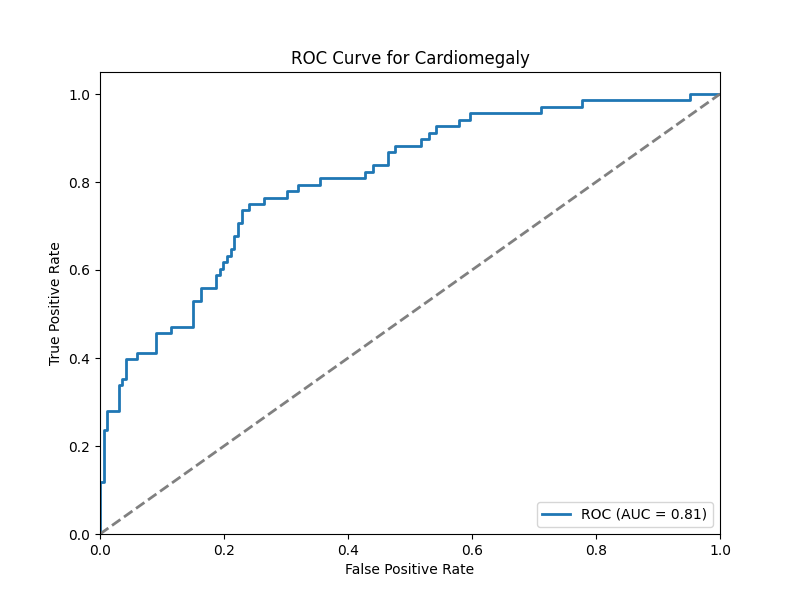 ROC Curve for Cardiomegaly
True Positive Rate
1.0
0.8
0.6
0.4
0.2
0.0
0.0 0.2 0.4 0.6 0.8 1.0
False Positive Rate
ROC (AUC = 0.81)